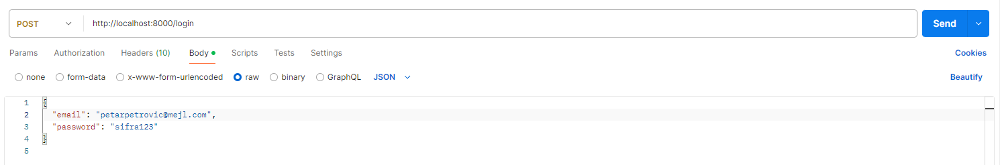 POST http://localhost:8000/login Send
Params Authorization Headers (10) Body Scripts Tests Settings Cookies
none form-data x-www-form-urlencoded raw binary GraphQL JSON Beautify
1 {
2 "email": "petarpetrovic@mejl.com",
3 "password": "sifra123"
4 }
5